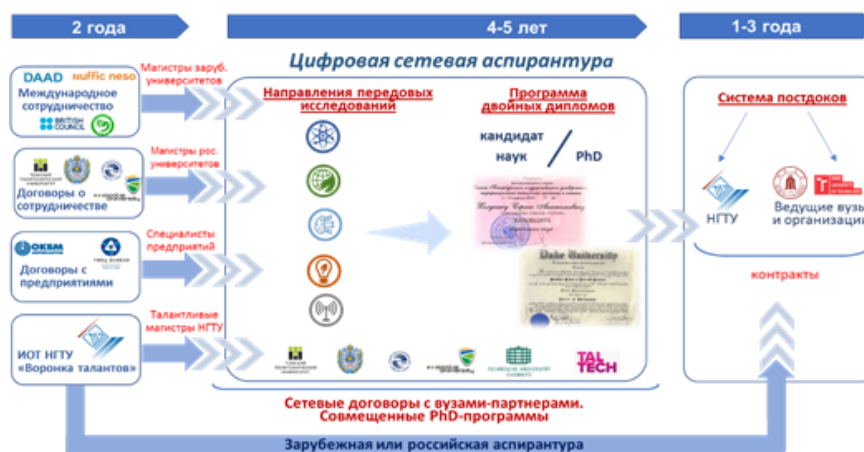 2 года
4-5 лет
1-3 года
Цифровая сетевая аспирантура
DAAD nuffic neso
Международное
сотрудничество
BRITISH
COUNCIL
Магистры заруб.
университетов
Договоры о
сотрудничестве
Магистры рос.
университетов
ОКБМ
Договоры с
предприятиями
Специалисты
предприятий
ИОТ НГТУ
«Воронка талантов»
Талантливые
магистры НГТУ
Направления передовых
исследований
Программа
двойных дипломов
кандидат
наук / PhD
Duke University
TAL
TECH
Система постдоков
НГТУ
Ведущие вузы
и организации
контракты
Сетевые договоры с вузами-партнерами.
Совмещенные PhD-программы
Зарубежная или российская аспирантура